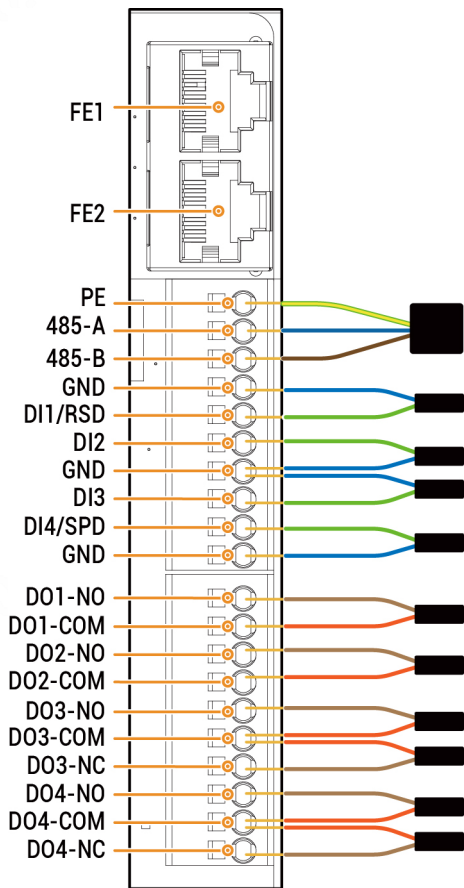 FE1
FE2
PE
485-A
485-B
GND
DI1/RSD
DI2
GND
DI3
DI4/SPD
GND
DO1-NO
DO1-COM
DO2-NO
DO2-COM
DO3-NO
DO3-COM
DO3-NC
DO4-NO
DO4-COM
DO4-NC